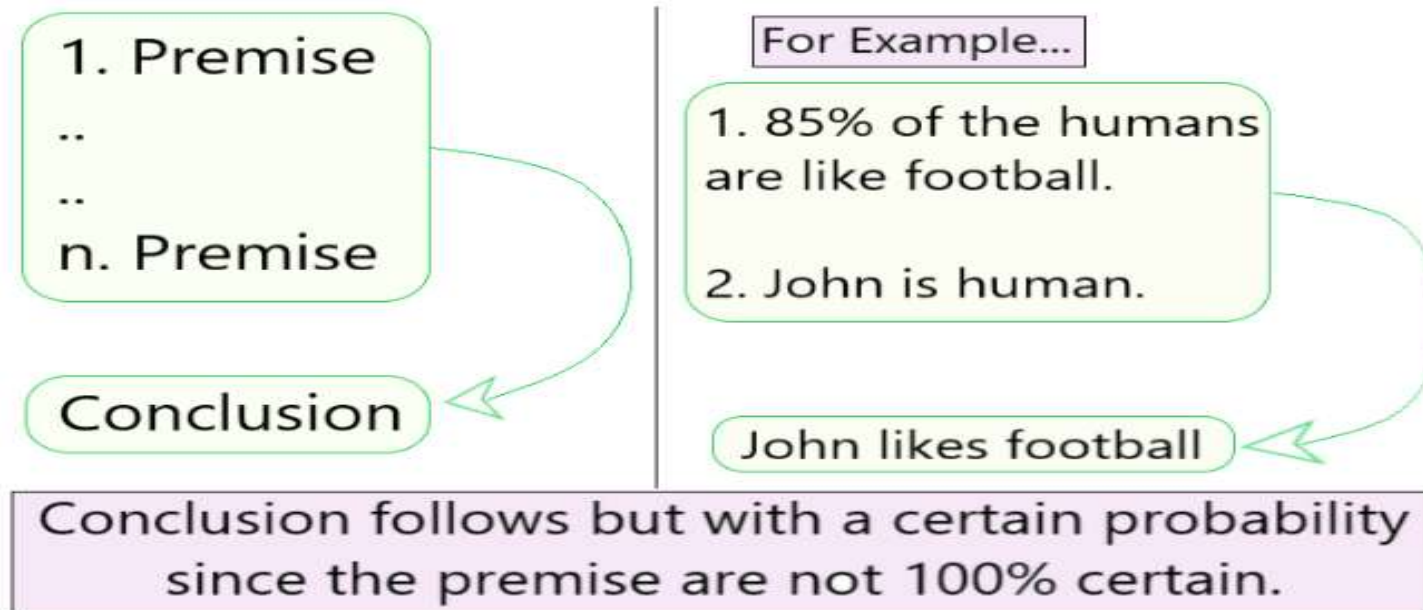 1. Premise
..
..
n. Premise
Conclusion
For Example...
1. 85% of the humans
are like football.
2. John is human.
John likes football
Conclusion follows but with a certain probability
since the premise are not 100% certain.